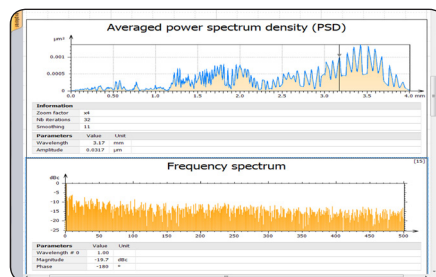 Averaged power spectrum density (PSD)
µm²
0.001
0.0005
0
0.0 0.50 1.0 1.5 2.0 2.5 3.0 3.5 4.0 mm
Information
Zoom factor x4
Nb iterations 32
Smoothing 11
Parameters Value Unit
Wavelength 3.17 mm
Amplitude 0.0317 µm
Frequency spectrum
(15)
dBc
0
-5
-10
-15
-20
-25
0 50 100 150 200 250 300 350 400 450 500
Parameters Value Unit
Wavelength # 0 1.00
Magnitude -19.7 dBc
Phase -180 °